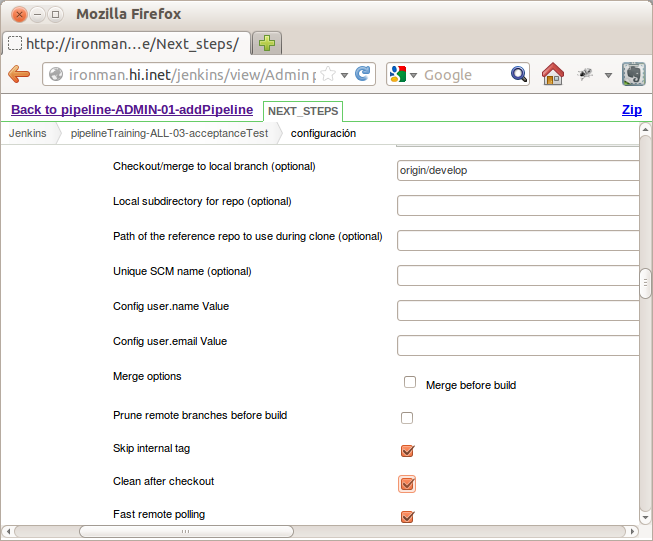 Mozilla Firefox
http://ironman...e/Next_steps/
ironman.hi.inet/jenkins/view/Admin
Google
Back to pipeline-ADMIN-01-addPipeline
NEXT_STEPS
Zip
Jenkins
pipelineTraining-ALL-03-acceptanceTest
configuración
Checkout/merge to local branch (optional)
origin/develop
Local subdirectory for repo (optional)
Path of the reference repo to use during clone (optional)
Unique SCM name (optional)
Config user.name Value
Config user.email Value
Merge options
Merge before build
Prune remote branches before build
Skip internal tag
Clean after checkout
Fast remote polling